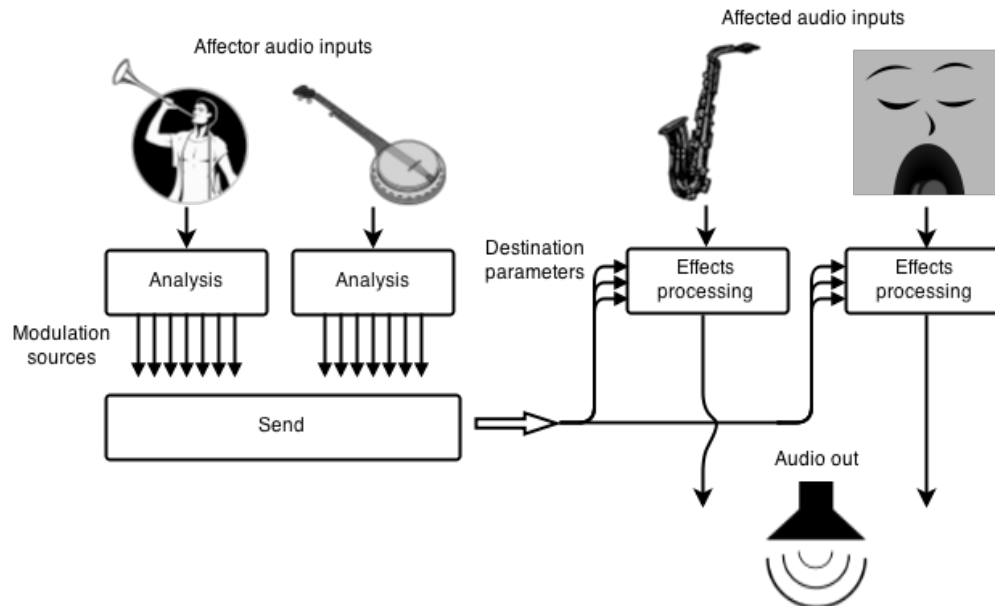 Affector audio inputs
Affected audio inputs
Analysis
Analysis
Destination
parameters
Effects
processing
Effects
processing
Modulation
sources
Send
Audio out